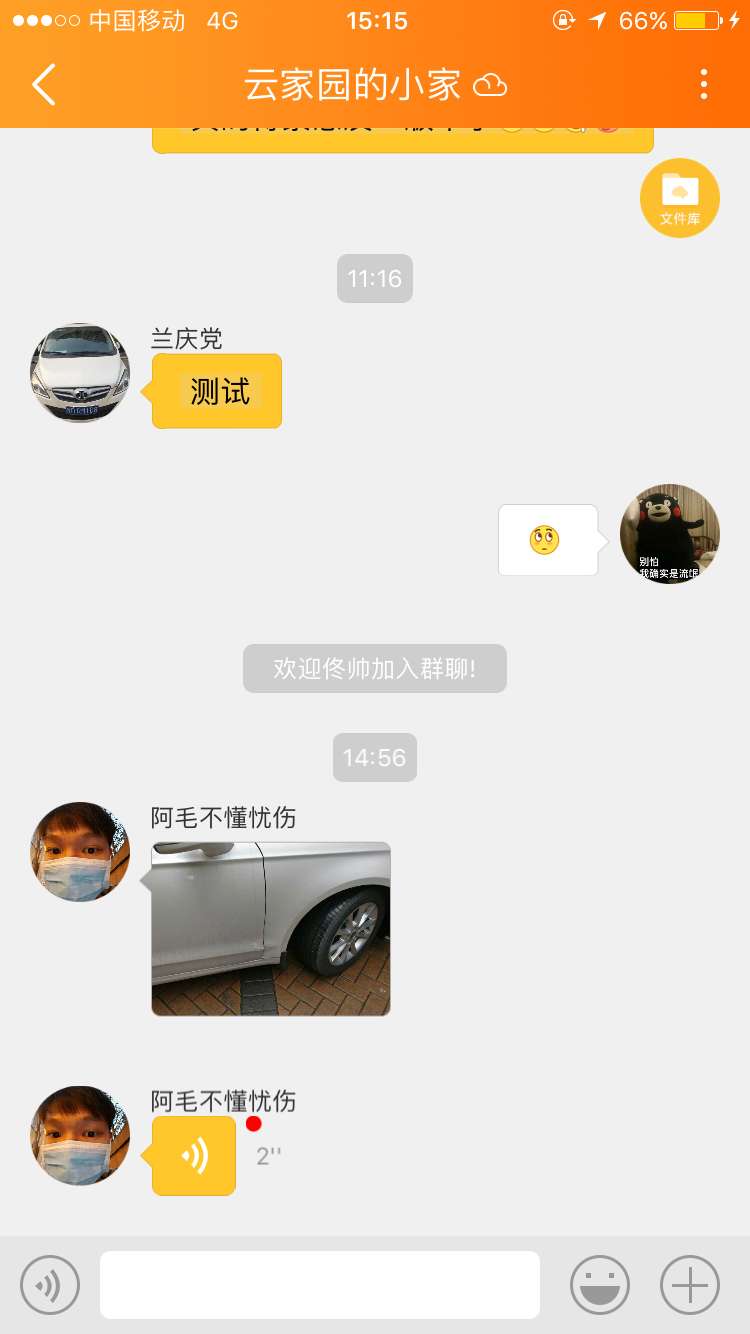 中国移动 4G 15:15 66%
云家园的小家
文件库
11:16
兰庆党
测试
别怕
我确实是流氓
欢迎佟帅加入群聊!
14:56
阿毛不懂忧伤
阿毛不懂忧伤
2''